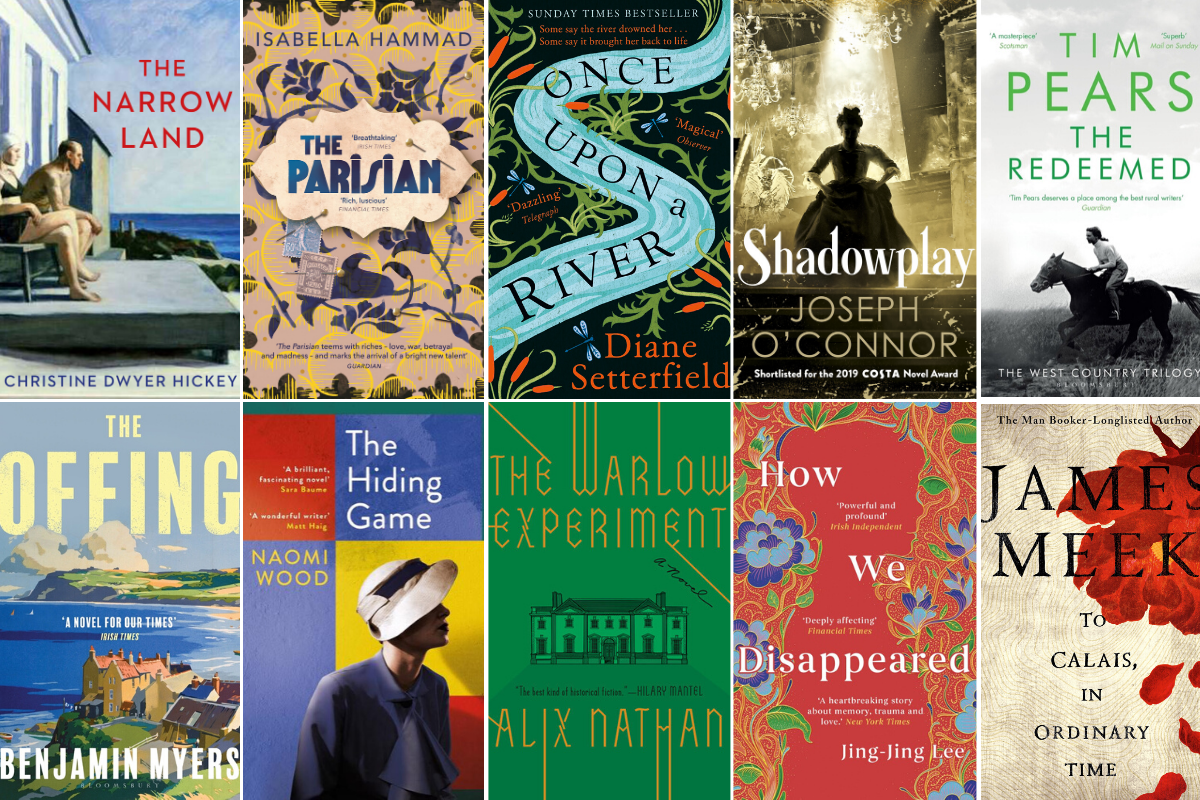 THE
NARROW
LAND
CHRISTINE DWYER HICKEY
ISABELLA HAMMAD
'Breathtaking'
IRISH TIMES
THE
PARISIAN
'Rich, luscious'
FINANCIAL TIMES
'The Parisian teems with riches – love, war, betrayal
and madness – and marks the arrival of a bright new talent'
GUARDIAN
SUNDAY TIMES BESTSELLER
Some say the river drowned her . . .
Some say it brought her back to life
ONCE
UPON a
RIVER
'Magical'
Observer
'Dazzling'
Telegraph
Diane
Setterfield
Shadowplay
JOSEPH
O'CONNOR
Shortlisted for the 2019 COSTA Novel Award
'A masterpiece'
Scotsman
'Superb'
Mail on Sunday
TIM
PEARS
THE
REDEEMED
'Tim Pears deserves a place among the best rural writers'
Guardian
THE WEST COUNTRY TRILOGY
BLOOMSBURY
THE
OFFING
'A NOVEL FOR OUR TIMES'
IRISH TIMES
BENJAMIN MYERS
BLOOMSBURY
The
Hiding
Game
'A brilliant,
fascinating novel'
Sara Baume
'A wonderful writer'
Matt Haig
NAOMI
WOOD
THE WARLOW
EXPERIMENT
a Novel
"The best kind of historical fiction."—HILARY MANTEL
ALIX NATHAN
How
'Powerful and
profound'
Irish Independent
We
'Deeply affecting'
Financial Times
Disappeared
'A heartbreaking story
about memory, trauma and
love.' New York Times
Jing-Jing Lee
The Man Booker-Longlisted Author
JAMES
MEEK
TO
CALAIS,
IN
ORDINARY
TIME